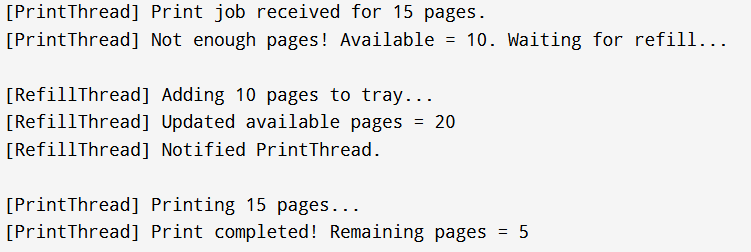 [PrintThread] Print job received for 15 pages.
[PrintThread] Not enough pages! Available = 10. Waiting for refill...
[RefillThread] Adding 10 pages to tray...
[RefillThread] Updated available pages = 20
[RefillThread] Notified PrintThread.
[PrintThread] Printing 15 pages...
[PrintThread] Print completed! Remaining pages = 5